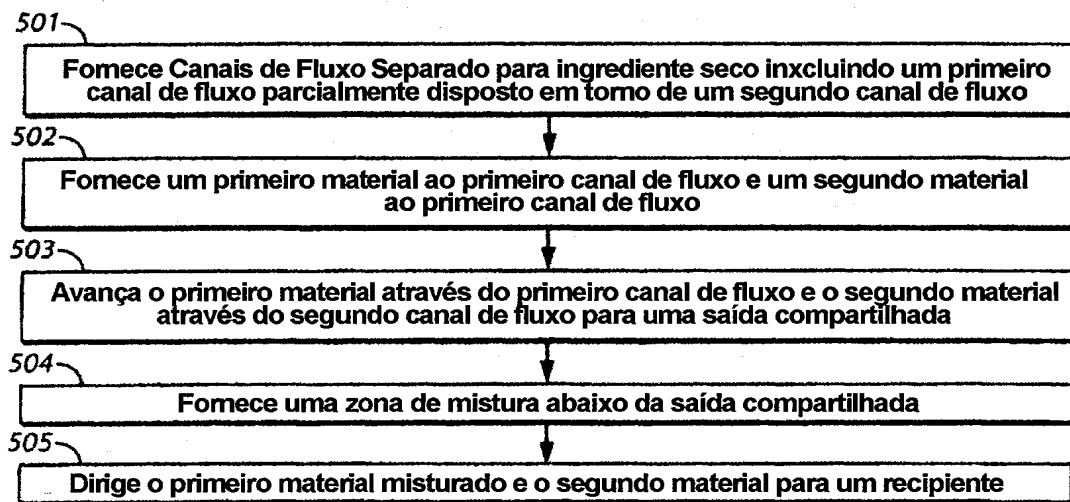 501
Fornece Canais de Fluxo Separado para ingrediente seco inxcluindo um primeiro
canal de fluxo parcialmente disposto em torno de um segundo canal de fluxo
502
Fornece um primeiro material ao primeiro canal de fluxo e um segundo material
ao primeiro canal de fluxo
503
Avança o primeiro material através do primeiro canal de fluxo e o segundo material
através do segundo canal de fluxo para uma saída compartilhada
504
Fornece uma zona de mistura abaixo da saída compartilhada
505
Dirige o primeiro material misturado e o segundo material para um recipiente